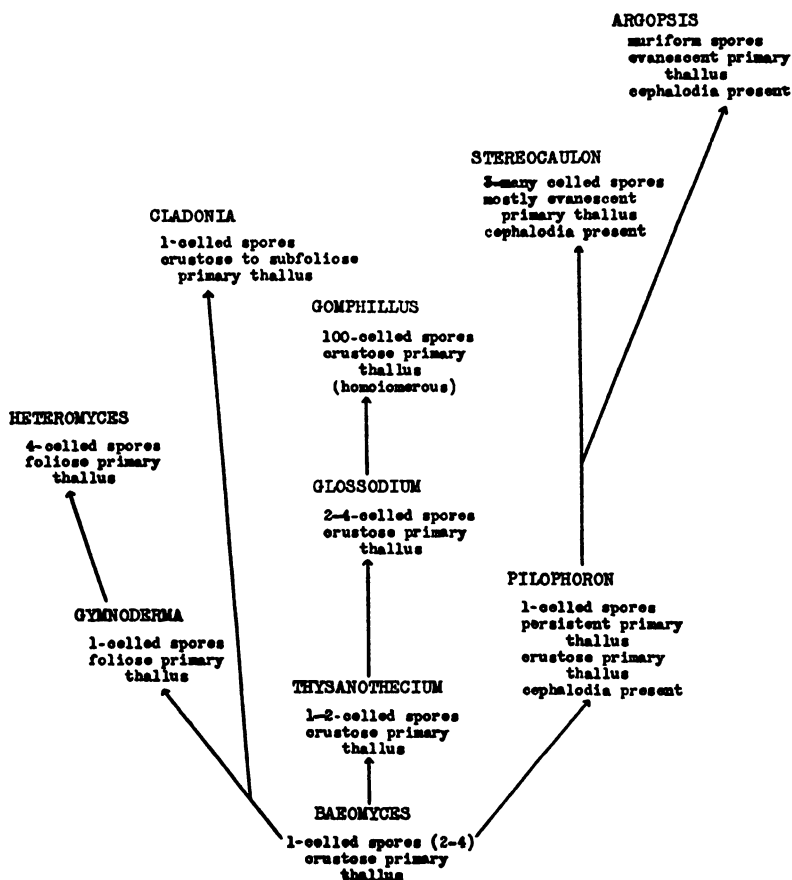 ARGOPSIS
muriform spores
evanescent primary
thallus
cephalodia present
STEREOCAULON
3-many celled spores
mostly evanescent
primary thallus
cephalodia present
CLADONIA
1-celled spores
crustose to subfoliose
primary thallus
GOMPHILLUS
100-celled spores
crustose primary
thallus
(homoiomerous)
HETEROMYCES
4-celled spores
foliose primary
thallus
GLOSSODIUM
2-4-celled spores
crustose primary
thallus
PILOPHORON
1-celled spores
persistent primary
thallus
crustose primary
thallus
cephalodia present
GYMNODERMA
1-celled spores
foliose primary
thallus
THYSANOTHECIUM
1-2-celled spores
crustose primary
thallus
BAEOMYCES
1-celled spores (2-4)
crustose primary
thallus